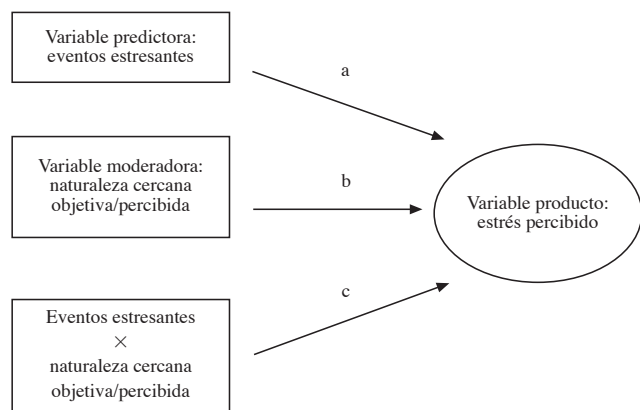 Variable predictora:
eventos estresantes
a
Variable moderadora:
naturaleza cercana
objetiva/percibida
b
Variable producto:
estrés percibido
c
Eventos estresantes
×
naturaleza cercana
objetiva/percibida